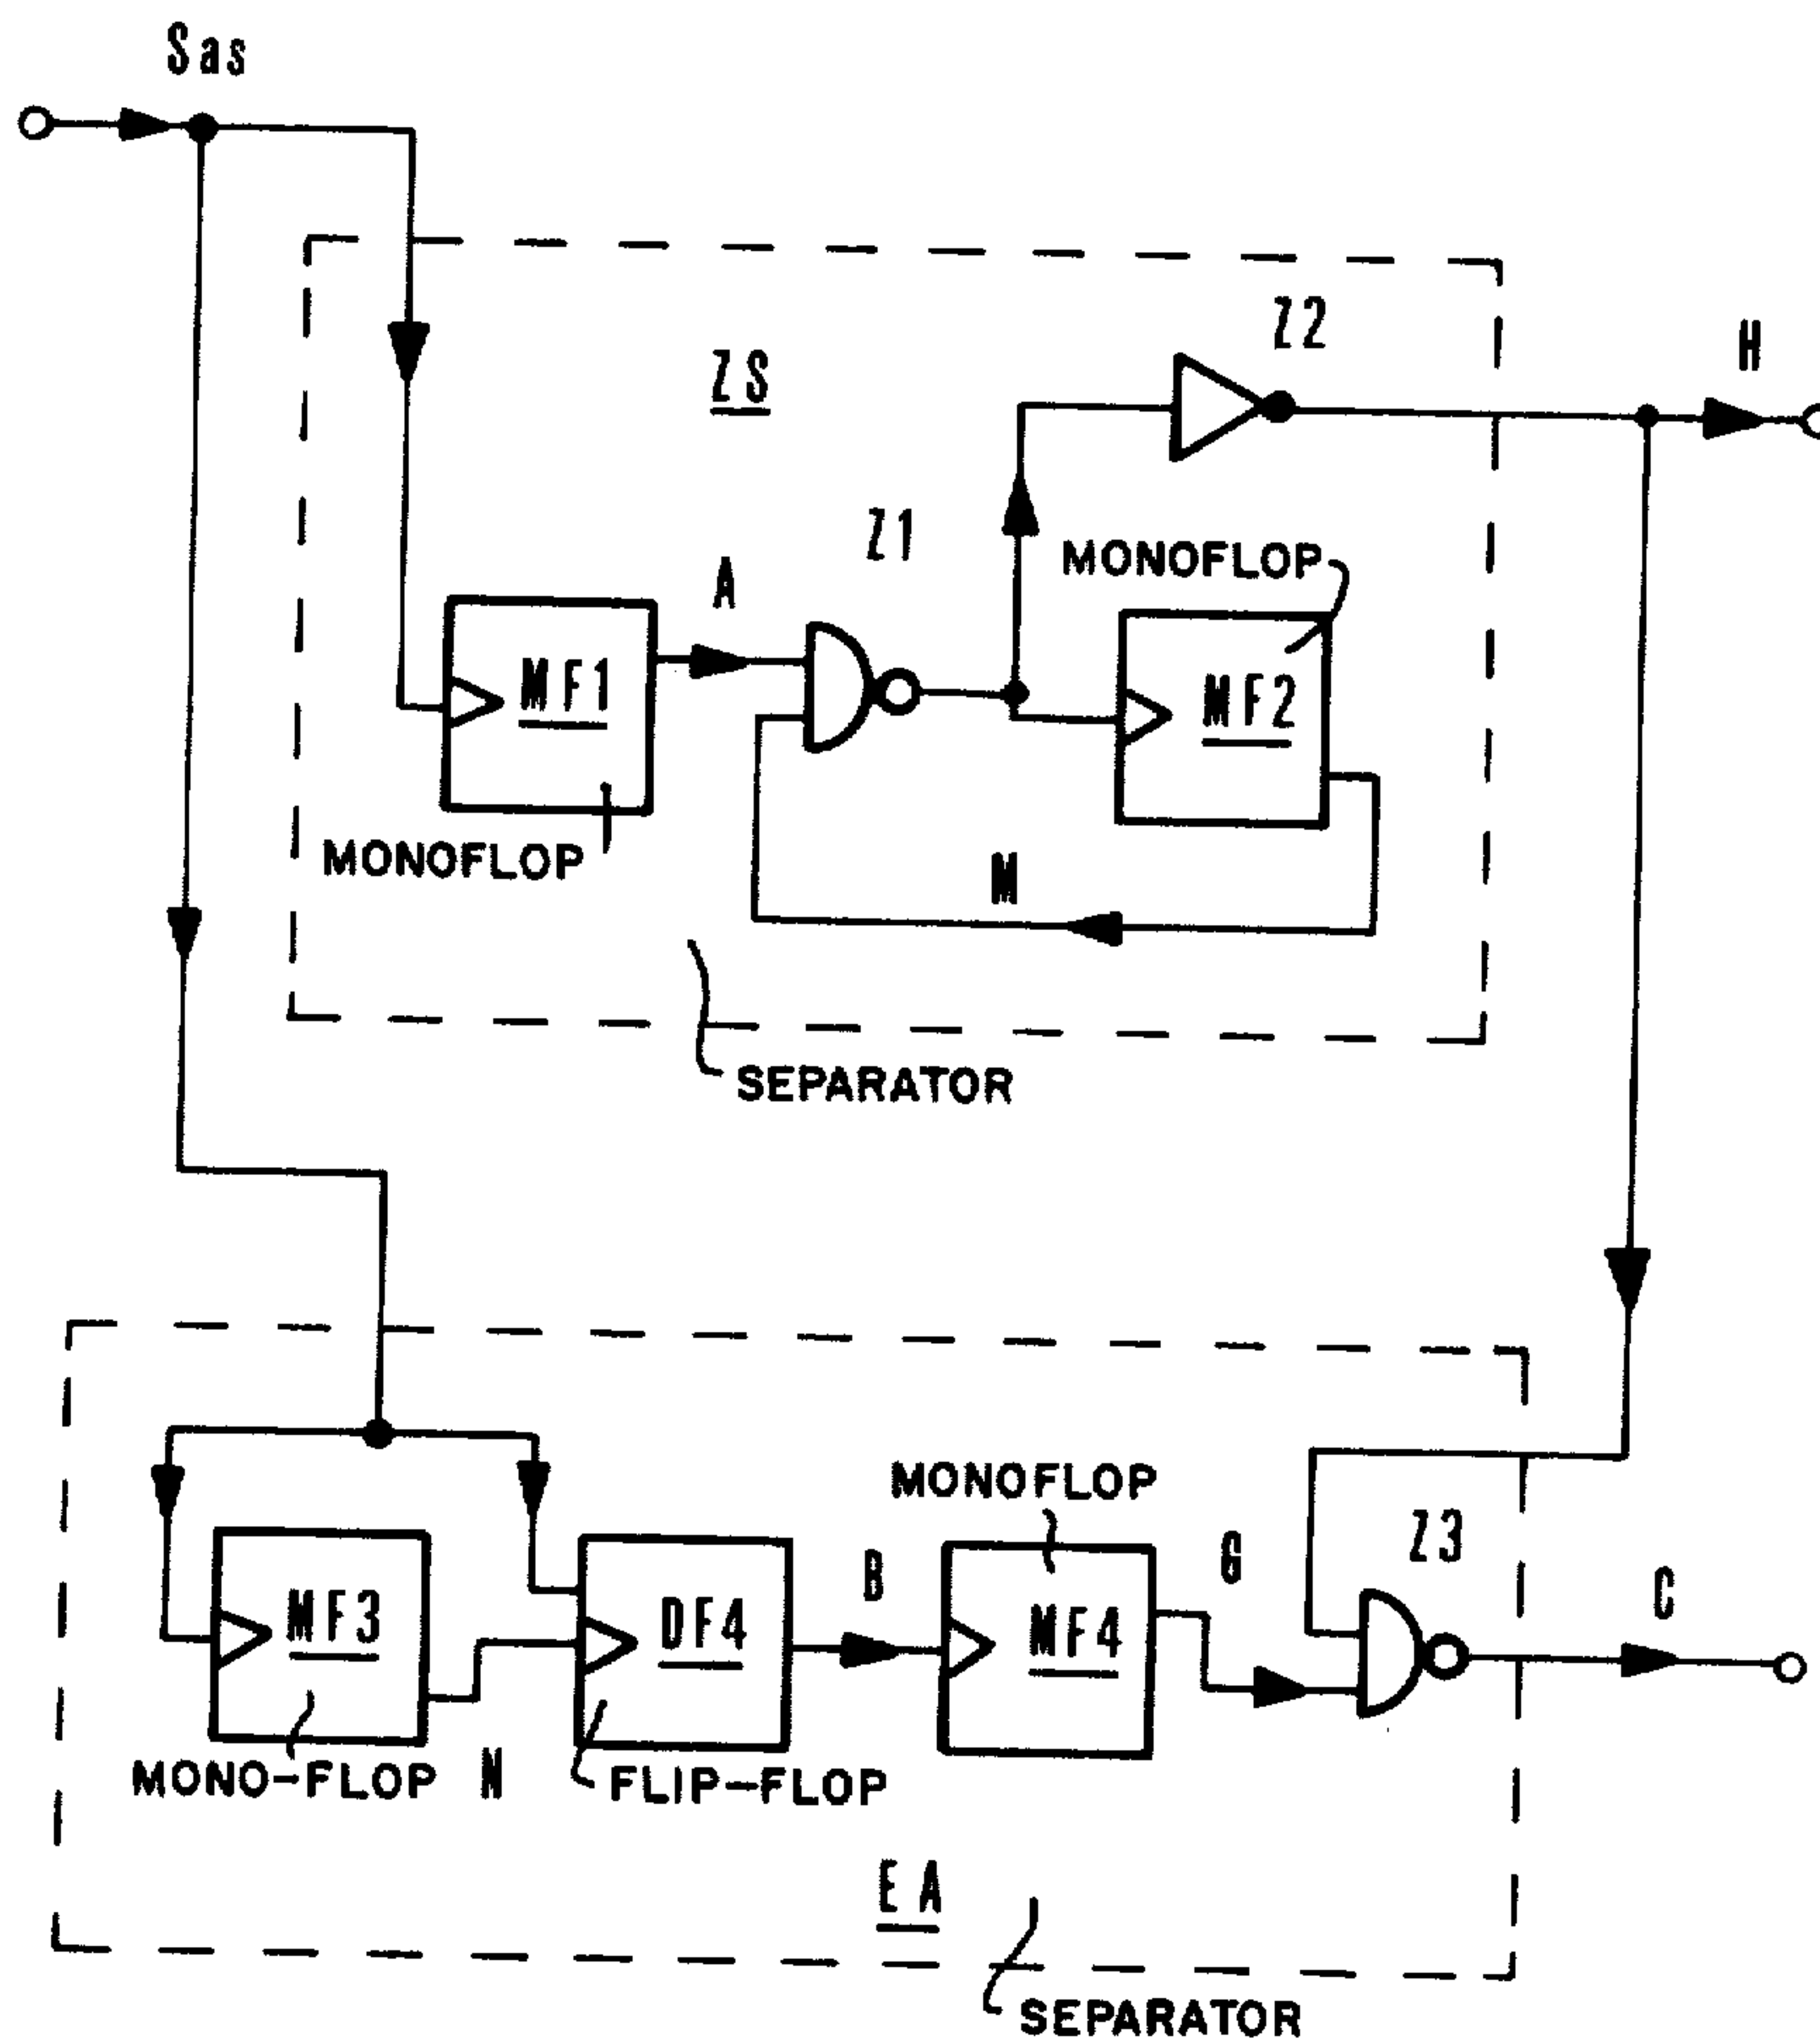 Sas
ZS
Z2
H
Z1
MONOFLOP
A
MF1
MF2
MONOFLOP
M
SEPARATOR
MONOFLOP
Z3
G
C
B
MF3
DF4
MF4
MONO-FLOP
N
FLIP-FLOP
EA
SEPARATOR